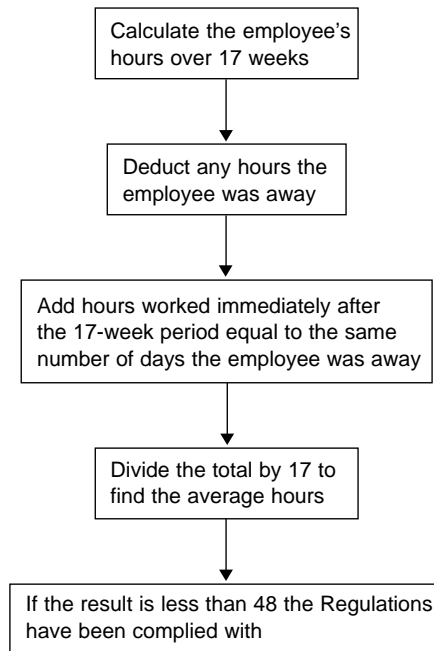 Calculate the employee's
hours over 17 weeks
Deduct any hours the
employee was away
Add hours worked immediately after
the 17-week period equal to the same
number of days the employee was away
Divide the total by 17 to
find the average hours
If the result is less than 48 the Regulations
have been complied with